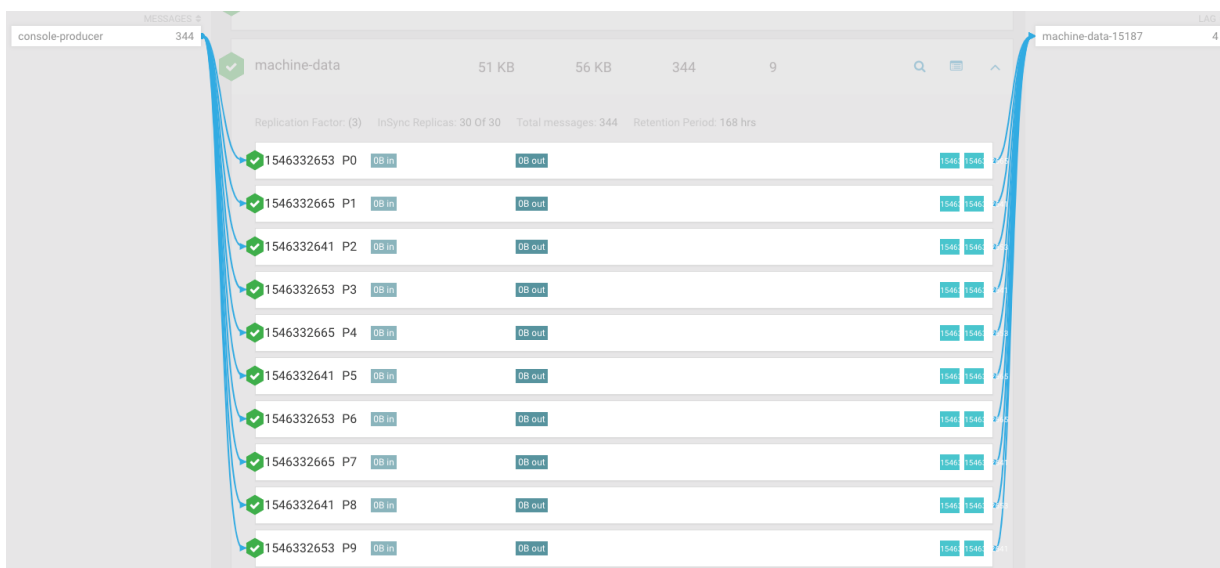 MESSAGES LAG
console-producer 344 machine-data-15187 4
machine-data 51 KB 56 KB 344 9
Replication Factor: (3) InSync Replicas: 30 Of 30 Total messages: 344 Retention Period: 168 hrs
1546332653 P0 0B in 0B out
1546332665 P1 0B in 0B out
1546332641 P2 0B in 0B out
1546332653 P3 0B in 0B out
1546332665 P4 0B in 0B out
1546332641 P5 0B in 0B out
1546332653 P6 0B in 0B out
1546332665 P7 0B in 0B out
1546332641 P8 0B in 0B out
1546332653 P9 0B in 0B out